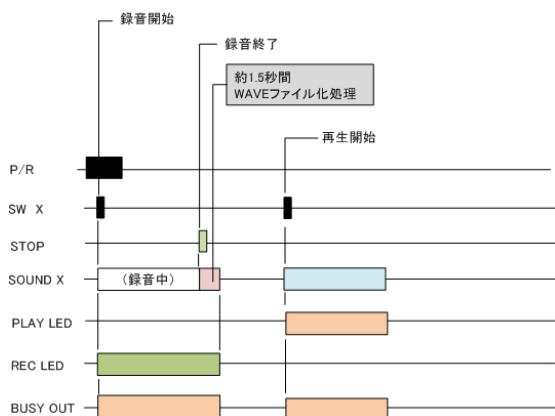 録音開始
録音終了
約1.5秒間
WAVEファイル化処理
再生開始
P/R
SW X
STOP
SOUND X
(録音中)
PLAY LED
REC LED
BUSY OUT